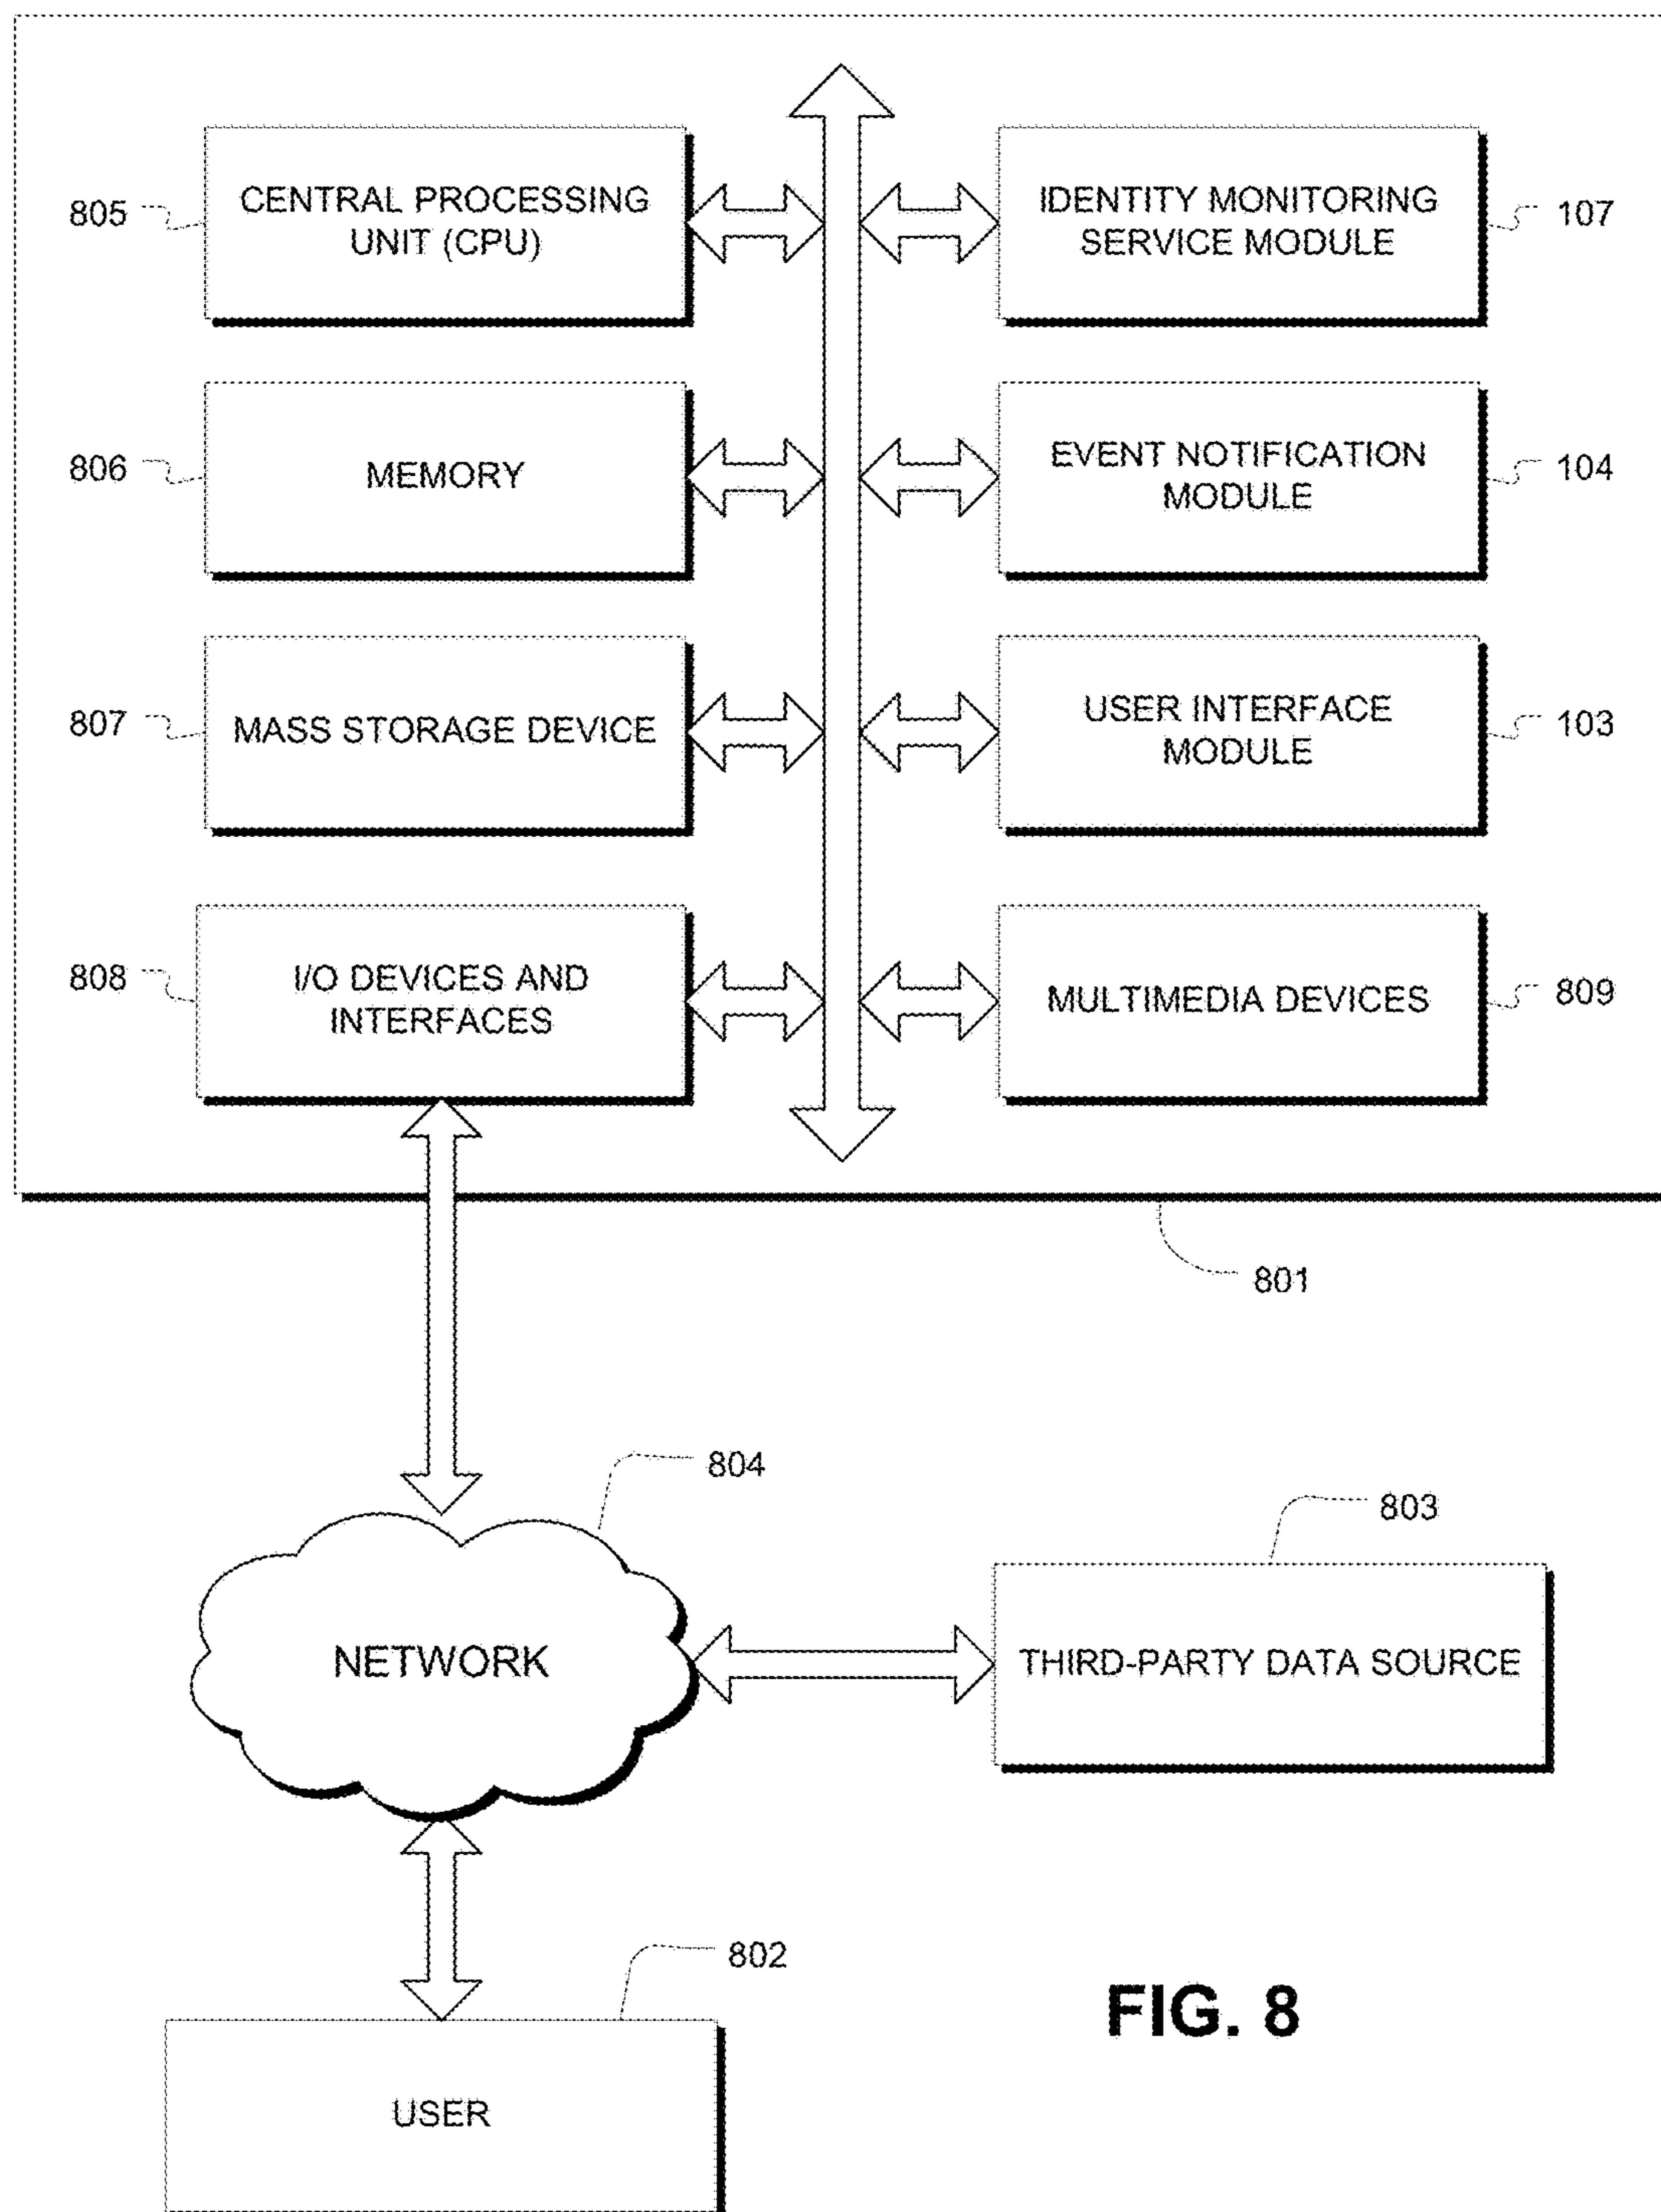 805
CENTRAL PROCESSING
UNIT (CPU)
IDENTITY MONITORING
SERVICE MODULE
107
806
MEMORY
EVENT NOTIFICATION
MODULE
104
807
MASS STORAGE DEVICE
USER INTERFACE
MODULE
103
808
I/O DEVICES AND
INTERFACES
MULTIMEDIA DEVICES
809
801
804
803
NETWORK
THIRD-PARTY DATA SOURCE
802
USER
FIG. 8